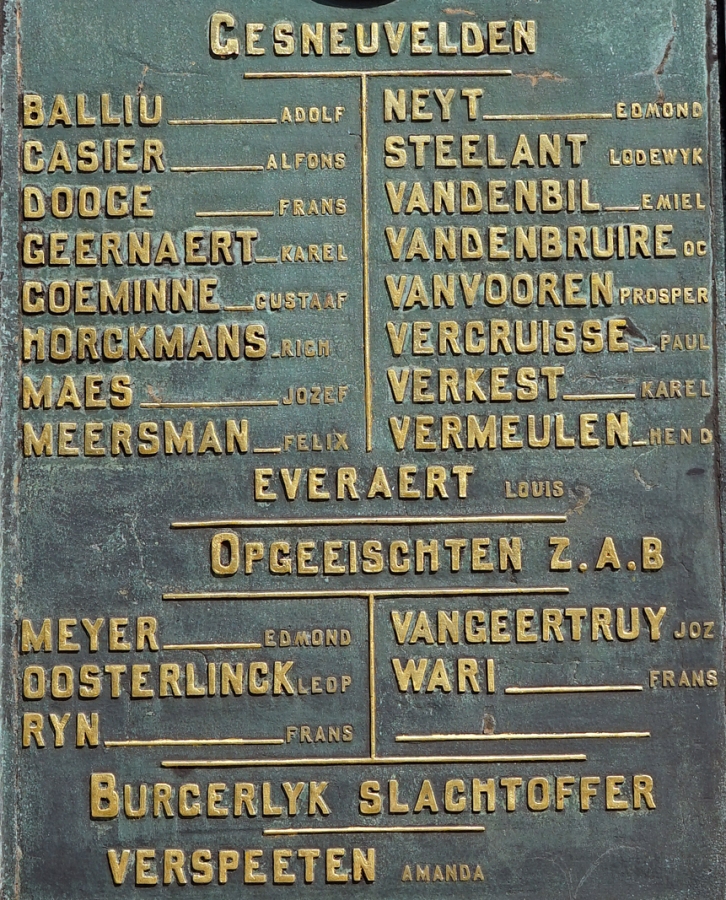 GESNEUVELDEN
BALLIU ADOLF
CASIER ALFONS
DOOGE FRANS
GEERNAERT KAREL
GOEMINNE GUSTAAF
HORCKMANS RICH
MAES JOZEF
MEERSMAN FELIX
NEYT EDMOND
STEELANT LODEWYK
VANDENBIL EMIEL
VANDENBRUIRE OC
VANVOOREN PROSPER
VERCRUISSE PAUL
VERKEST KAREL
VERMEULEN HEND
EVERAERT LOUIS
OPGEEISCHTEN Z.A.B
MEYER EDMOND
OOSTERLINCK LEOP
RYN FRANS
VANGEERTRUY JOZ
WARI FRANS
BURGERLYK SLACHTOFFER
VERSPEETEN AMANDA